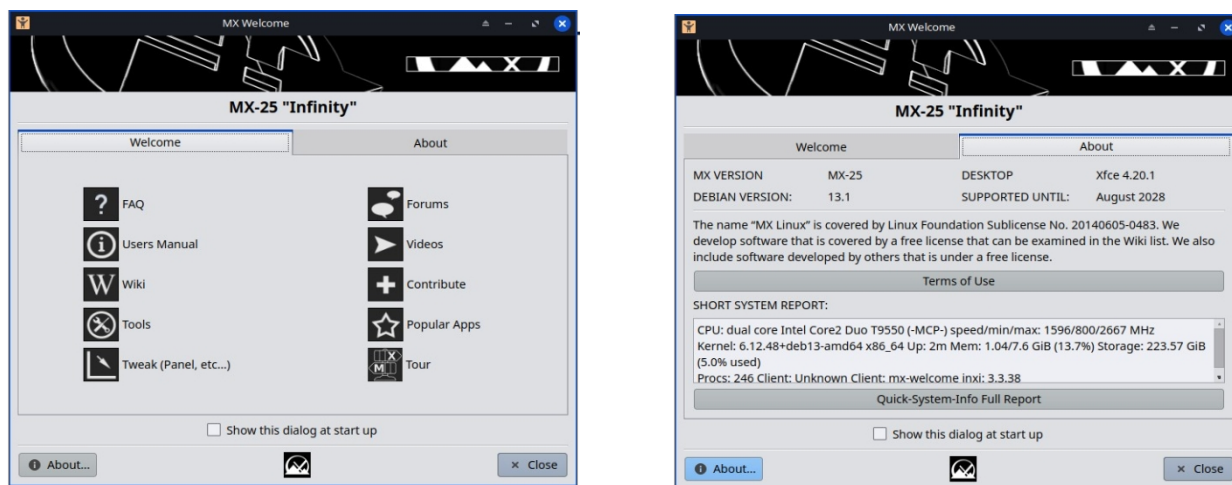 MX Welcome
MX-25 "Infinity"
Welcome
About
? FAQ
Forums
Users Manual
Videos
W Wiki
Contribute
Tools
Popular Apps
Tweak (Panel, etc...)
Tour
Show this dialog at start up
About...
Close
MX Welcome
MX-25 "Infinity"
Welcome
About
MX VERSION MX-25 DESKTOP Xfce 4.20.1
DEBIAN VERSION: 13.1 SUPPORTED UNTIL: August 2028
The name “MX Linux“ is covered by Linux Foundation Sublicense No. 20140605-0483. We
develop software that is covered by a free license that can be examined in the Wiki list. We also
include software developed by others that is under a free license.
Terms of Use
SHORT SYSTEM REPORT:
CPU: dual core Intel Core2 Duo T9550 (-MCP-) speed/min/max: 1596/800/2667 MHz
Kernel: 6.12.48+deb13-amd64 x86_64 Up: 2m Mem: 1.04/7.6 GiB (13.7%) Storage: 223.57 GiB
(5.0% used)
Procs: 246 Client: Unknown Client: mx-welcome inxi: 3.3.38
Quick-System-Info Full Report
Show this dialog at start up
About...
Close